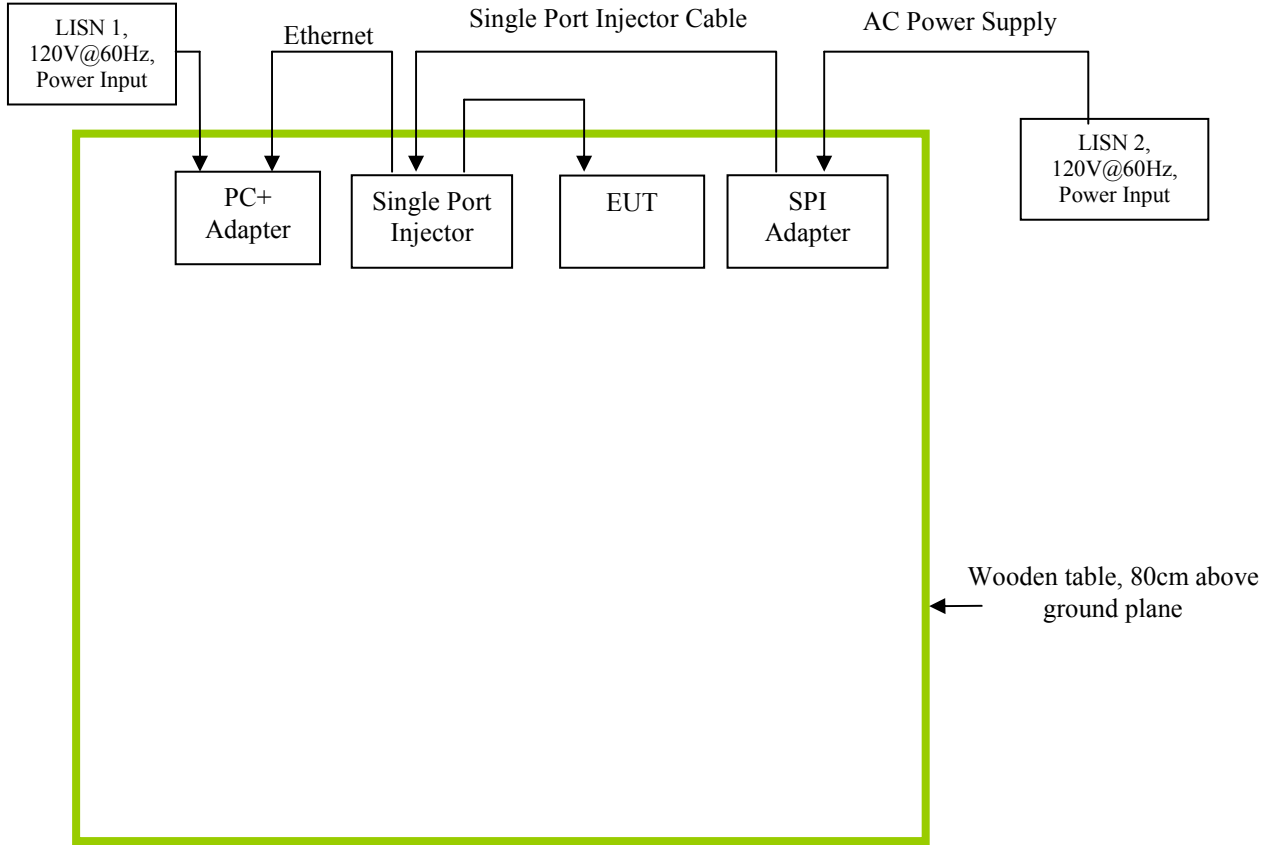 LISN 1,
120V@60Hz,
Power Input
Ethernet
Single Port Injector Cable
AC Power Supply
LISN 2,
120V@60Hz,
Power Input
PC+
Adapter
Single Port
Injector
EUT
SPI
Adapter
Wooden table, 80cm above
ground plane